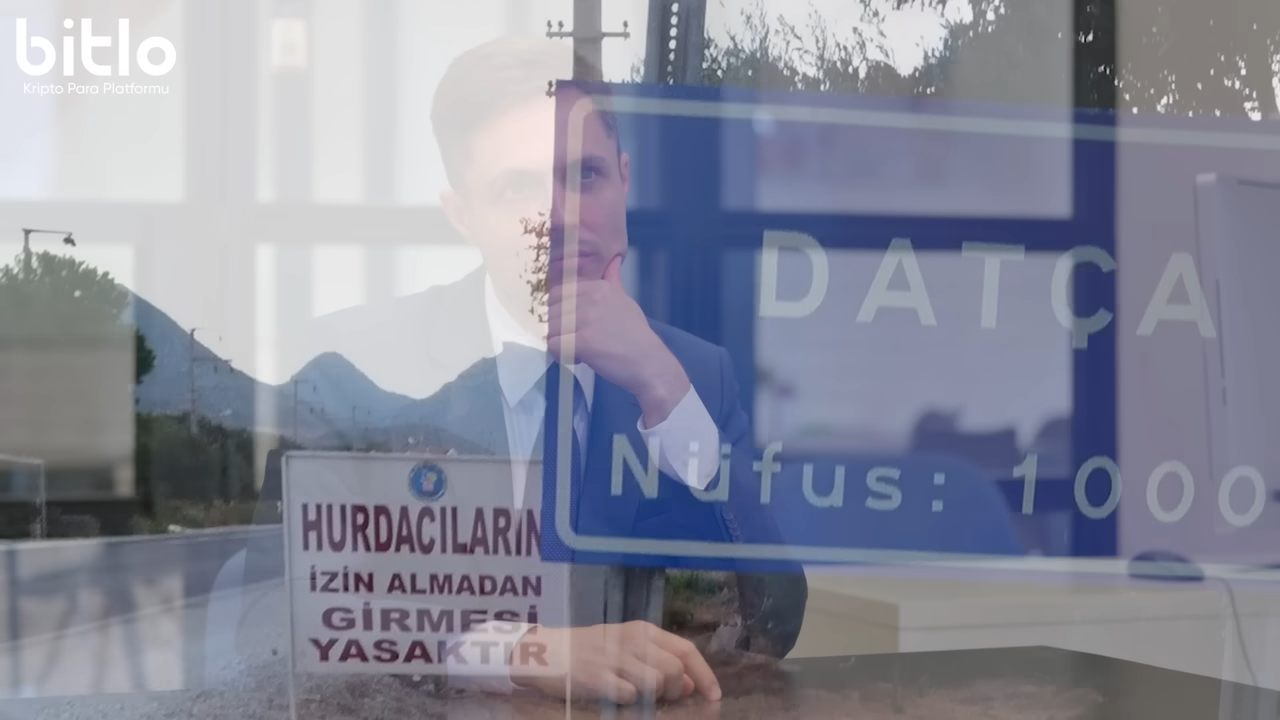 bitlo
Kripto Para Platformu
DATÇA
Nüfus: 1000
HURDACILARIN
İZİN ALMADAN
GİRMESİ
YASAKTIR